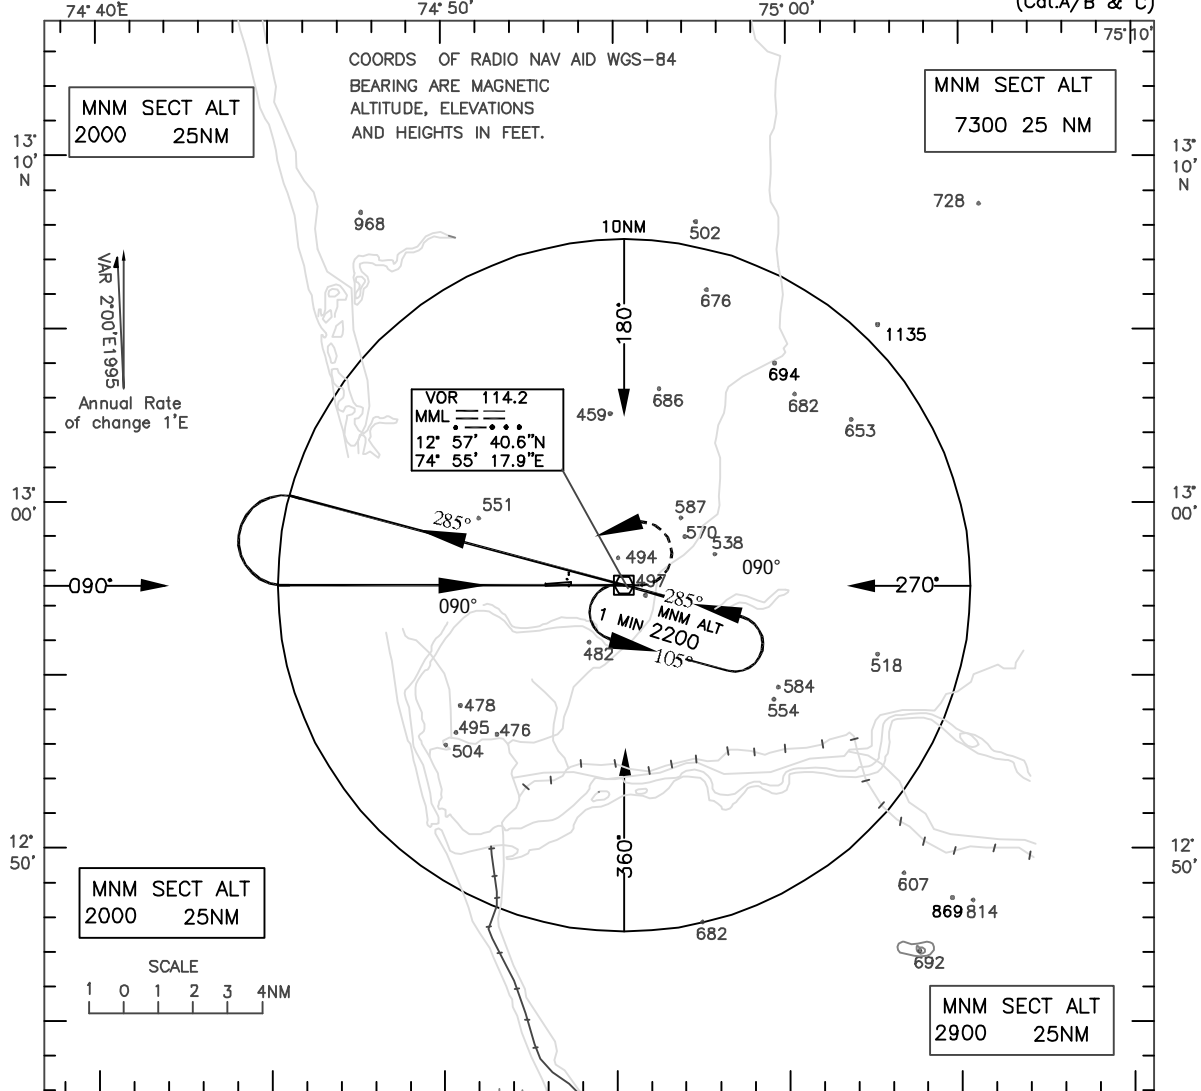 (Cat.A/B & C)
74° 40'E
74° 50'
75° 00'
75° 10'
COORDS OF RADIO NAV AID WGS-84
BEARING ARE MAGNETIC
ALTITUDE, ELEVATIONS
AND HEIGHTS IN FEET.
MNM SECT ALT
2000 25NM
MNM SECT ALT
7300 25 NM
13°
10'
N
13°
10'
N
728
968
10NM
502
VAR 2°00'E1995
Annual Rate
of change 1'E
676
180°
1135
694
682
653
686
459
VOR 114.2
MML
12° 57' 40.6"N
74° 55' 17.9"E
13°
00'
13°
00'
551
285°
587
570
538
494
090°
497
090°
270°
090°
285°
1 MIN
MNM ALT
2200
105°
482
518
584
554
478
495
476
504
12°
50'
12°
50'
360°
607
869
814
682
692
MNM SECT ALT
2000 25NM
SCALE
1 0 1 2 3 4NM
MNM SECT ALT
2900 25NM